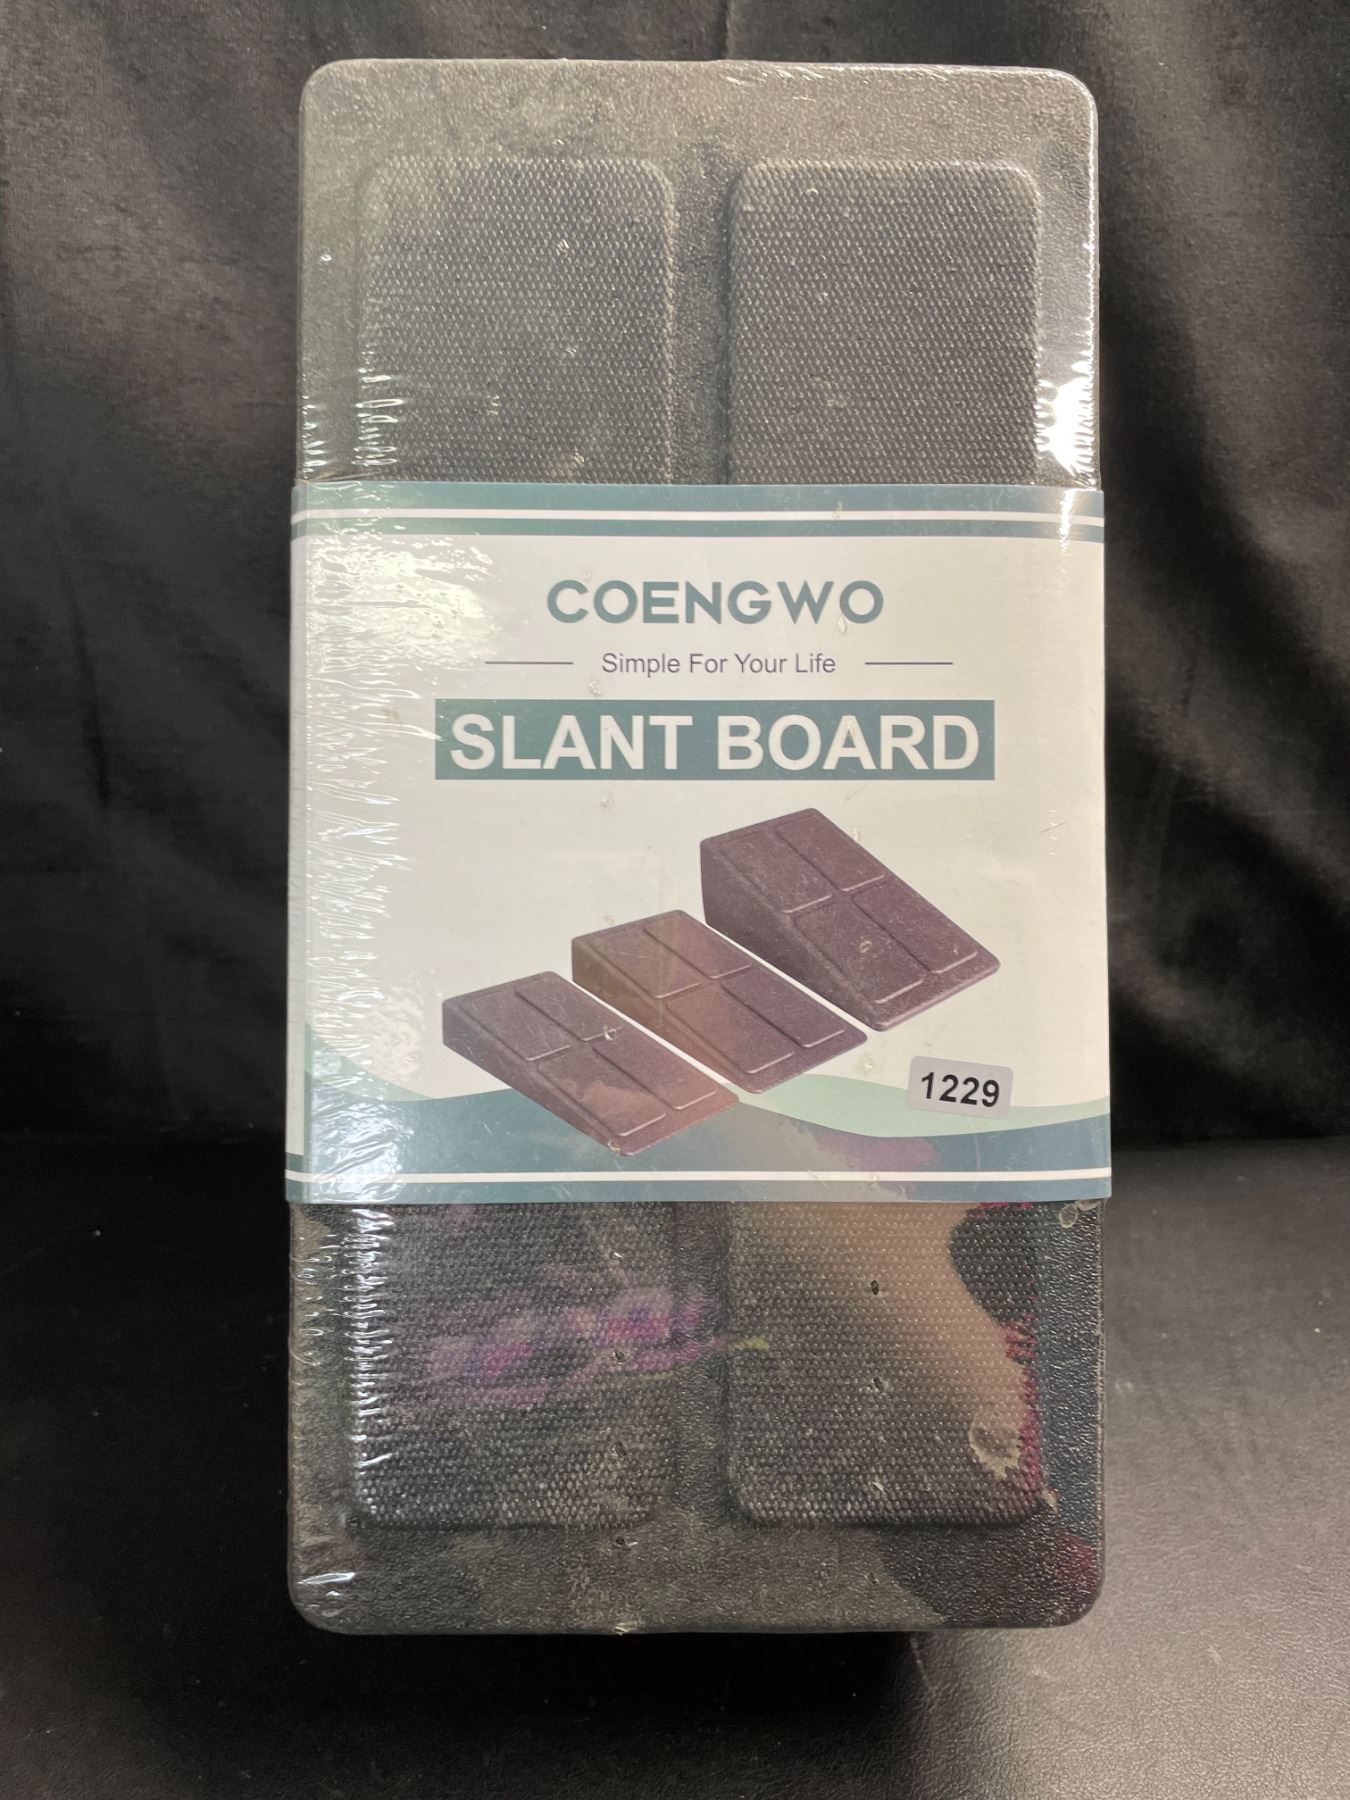 COENGWO
Simple For Your Life
SLANT BOARD
1229